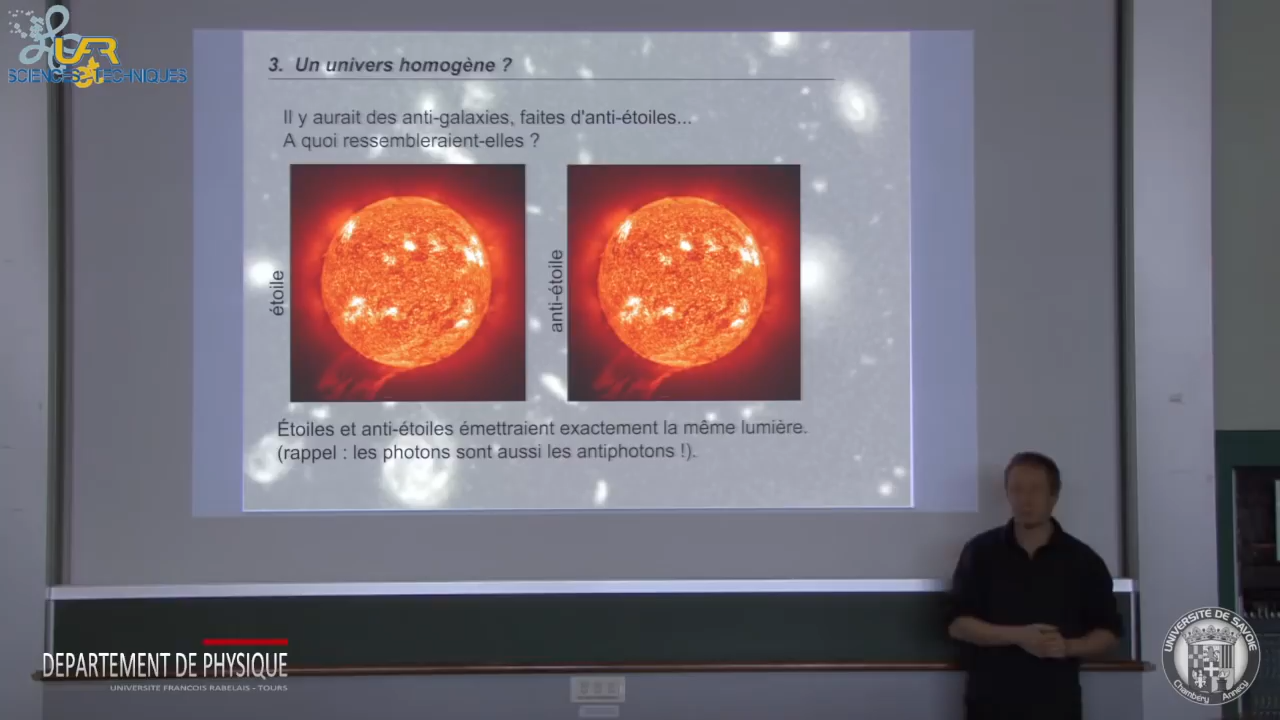 UFR
SCIENCES & TECHNIQUES
3. Un univers homogène ?
Il y aurait des anti-galaxies, faites d'anti-étoiles...
A quoi ressembleraient-elles ?
étoile
anti-étoile
Étoiles et anti-étoiles émettraient exactement la même lumière.
(rappel : les photons sont aussi les antiphotons !).
DEPARTEMENT DE PHYSIQUE
UNIVERSITE FRANCOIS RABELAIS - TOURS
UNIVERSITE DE SAVOIE
Chambéry Annecy